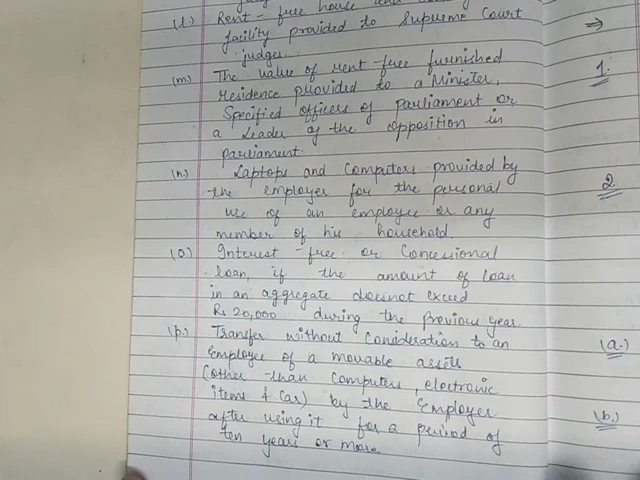 (l) Rent - free house and
facility provided to Supreme Court
judges.
(m) The value of rent-free furnished
residence provided to a Minister,
Specified officers of parliament or
a Leader of the opposition in
parliament.
(n) Laptops and Computers provided by
the employer for the personal
use of an employee or any
member of his household.
(o) Interest - free or Concessional
loan, if the amount of loan
in an aggregate doesnot exceed
Rs 20,000 during the previous year.
(p) Transfer without Consideration to an
Employee of a movable assets
(other than Computers, electronic
items & Car) by the Employer
after using it for a period of
ten years or more.
⇒
1.
2.
(a.)
(b.)